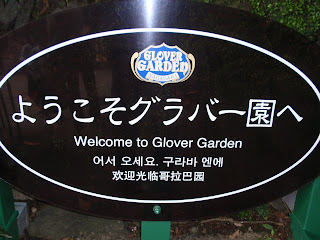 GLOVER
GARDEN
ようこそグラバー園へ
Welcome to Glover Garden
어서 오세요. 구라바 엔에
欢迎光临哥拉巴园